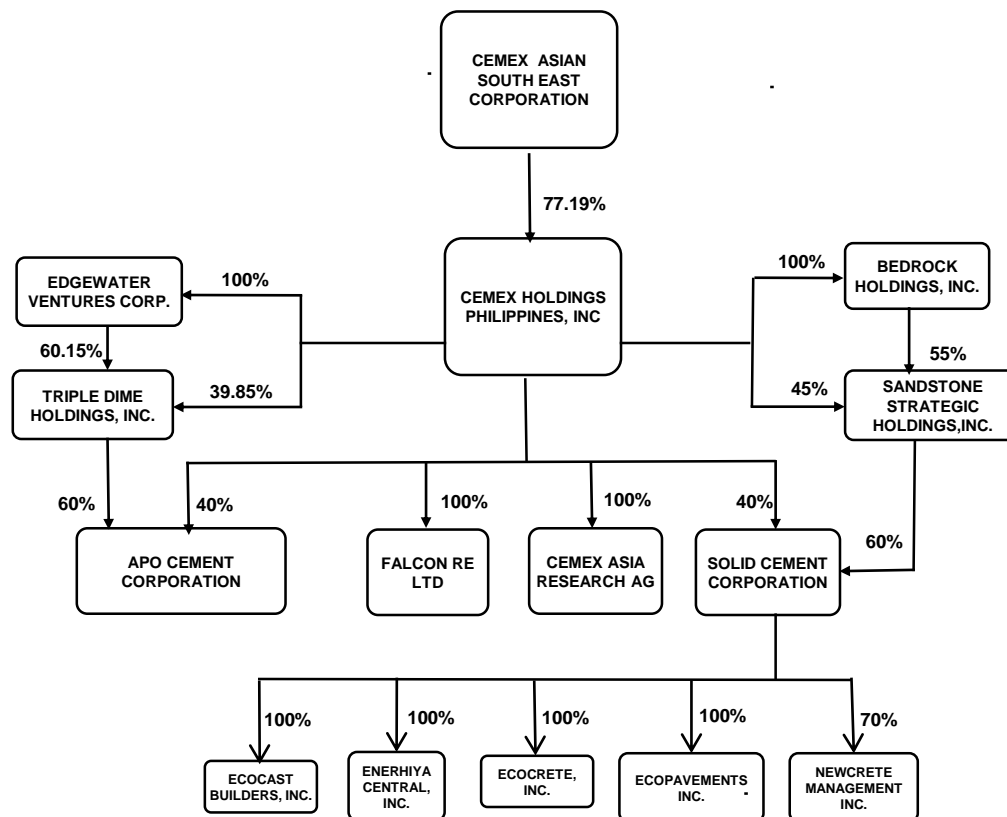 CEMEX ASIAN
SOUTH EAST
CORPORATION
77.19%
EDGEWATER
VENTURES CORP.
100%
CEMEX HOLDINGS
PHILIPPINES, INC
100%
BEDROCK
HOLDINGS, INC.
60.15%
55%
TRIPLE DIME
HOLDINGS, INC.
39.85%
45%
SANDSTONE
STRATEGIC
HOLDINGS,INC.
60%
40%
100%
100%
40%
60%
APO CEMENT
CORPORATION
FALCON RE
LTD
CEMEX ASIA
RESEARCH AG
SOLID CEMENT
CORPORATION
100%
100%
100%
100%
70%
ECOCAST
BUILDERS, INC.
ENERHIYA
CENTRAL,
INC.
ECOCRETE,
INC.
ECOPAVEMENTS
INC.
NEWCRETE
MANAGEMENT
INC.